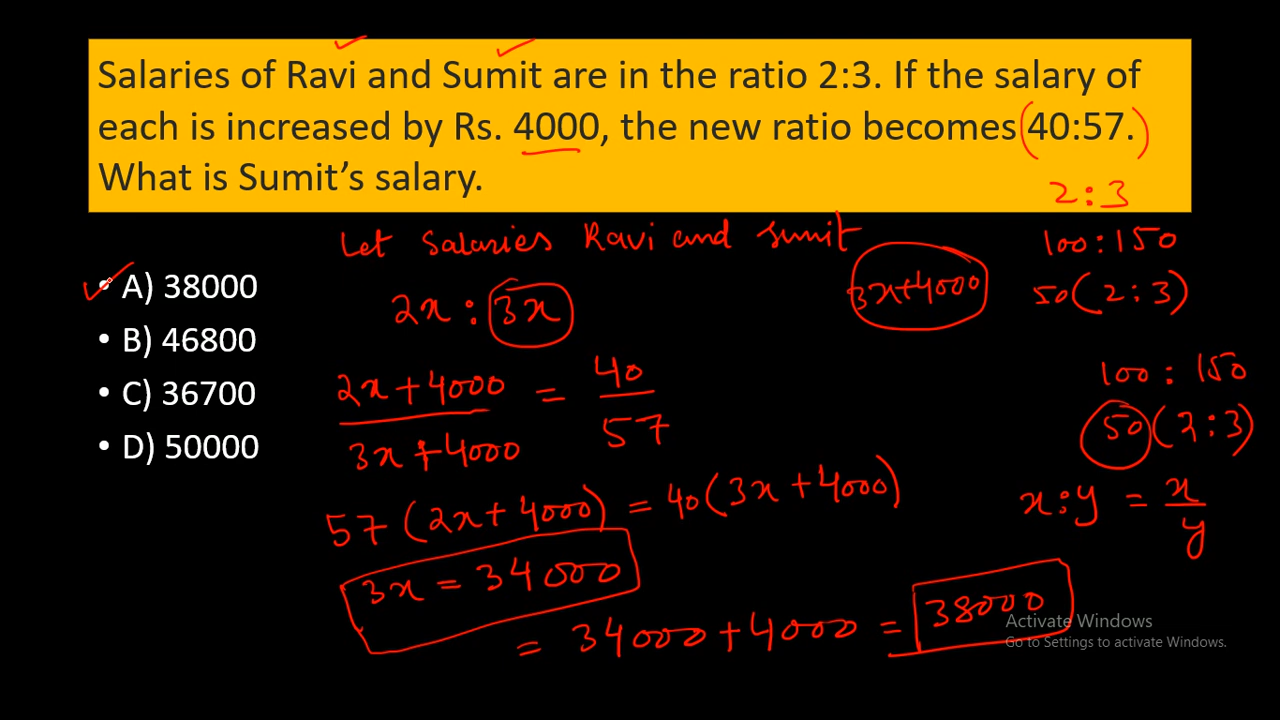 Salaries of Ravi and Sumit are in the ratio 2:3. If the salary of
each is increased by Rs. 4000, the new ratio becomes (40:57.)
What is Sumit's salary.
2:3
Let Salaries Ravi and Sumit
100:150
• A) 38000
3x+4000
50(2:3)
2x : 3x
• B) 46800
2x+4000 / 3x+4000 = 40/57
100:150
• C) 36700
50(2:3)
• D) 50000
57(2x+4000) = 40(3x+4000)
x:y = x/y
3x = 34000
= 34000+4000 = 38000
Activate Windows
Go to Settings to activate Windows.